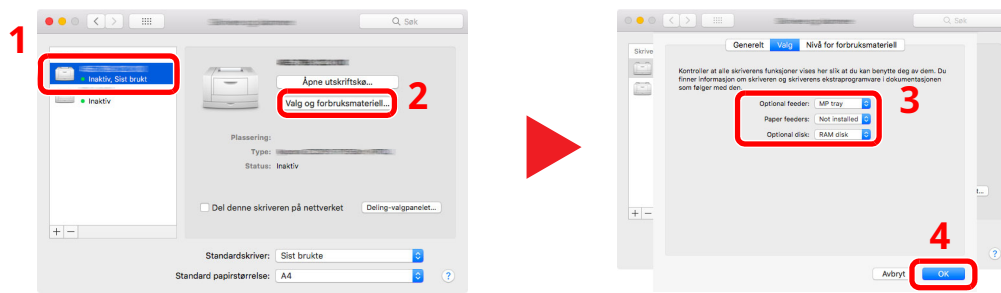 1
Søk
Inaktiv, Sist brukt
Inaktiv
Åpne utskriftskø...
Valg og forbruksmateriell...
2
Plassering:
Type:
Status: Inaktiv
Del denne skriveren på nettverket
Deling-valgpanelet...
+ −
Standardskriver: Sist brukte
Standard papirstørrelse: A4
?
Søk
Skrive
Generelt Valg Nivå for forbruksmateriell
Kontroller at alle skriverens funksjoner vises her slik at du kan benytte deg av dem. Du
finner informasjon om skriveren og skriverens ekstraprogramvare i dokumentasjonen
som følger med den.
Optional feeder: MP tray
Paper feeders: Not installed
Optional disk: RAM disk
3
t...
+ −
4
?
Avbryt OK